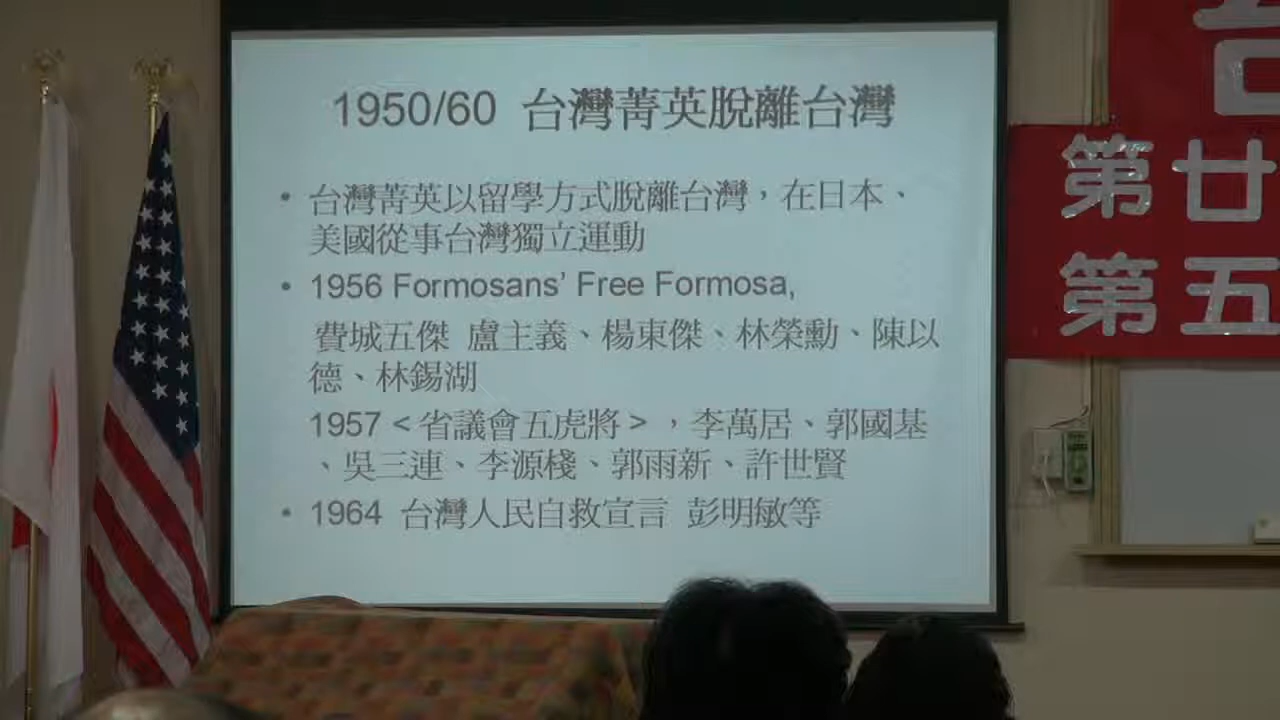 1950/60 台灣菁英脫離台灣
• 台灣菁英以留學方式脫離台灣，在日本、
美國從事台灣獨立運動
• 1956 Formosans’ Free Formosa,
費城五傑 盧主義、楊東傑、林榮勳、陳以
德、林錫湖
1957 < 省議會五虎將 > ，李萬居、郭國基
、吳三連、李源棧、郭雨新、許世賢
• 1964 台灣人民自救宣言 彭明敏等
台
第廿
第五